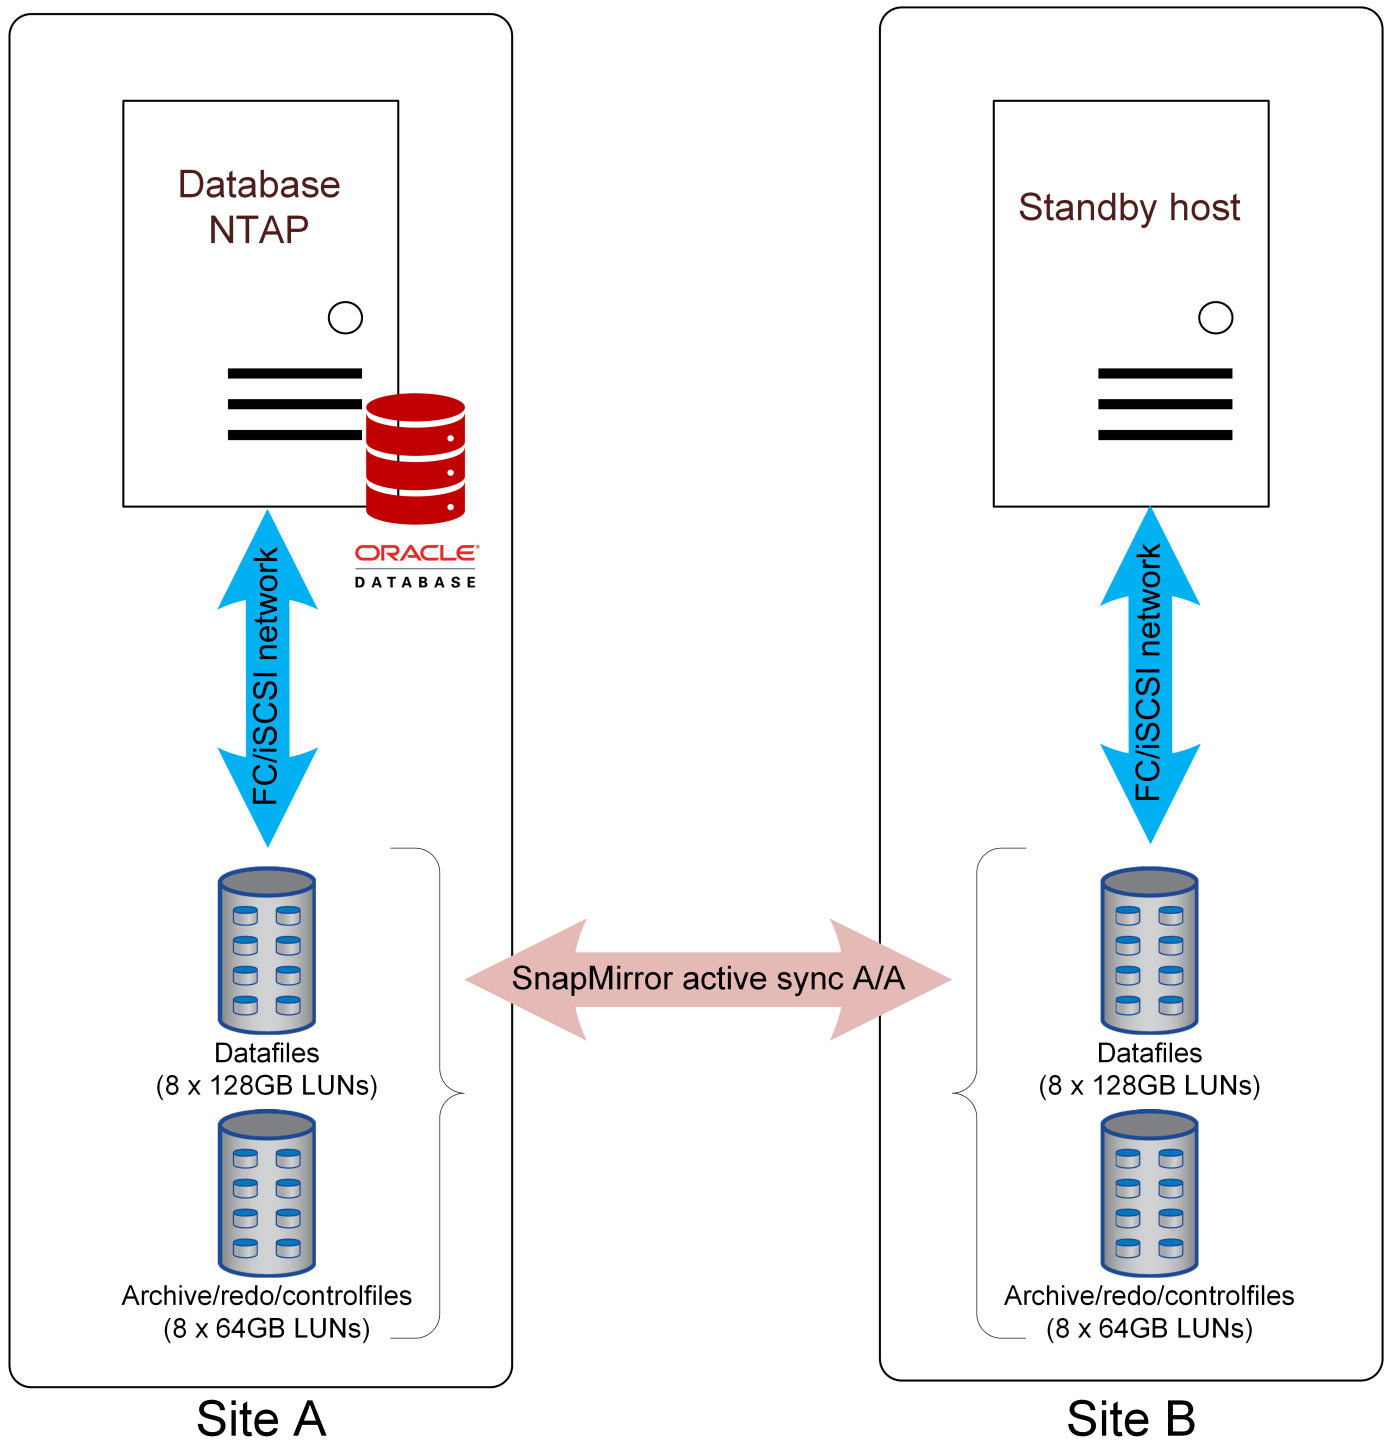 Database
NTAP
ORACLE®
DATABASE
FC/iSCSI network
Datafiles
(8 x 128GB LUNs)
Archive/redo/controlfiles
(8 x 64GB LUNs)
Site A
SnapMirror active sync A/A
Standby host
FC/iSCSI network
Datafiles
(8 x 128GB LUNs)
Archive/redo/controlfiles
(8 x 64GB LUNs)
Site B